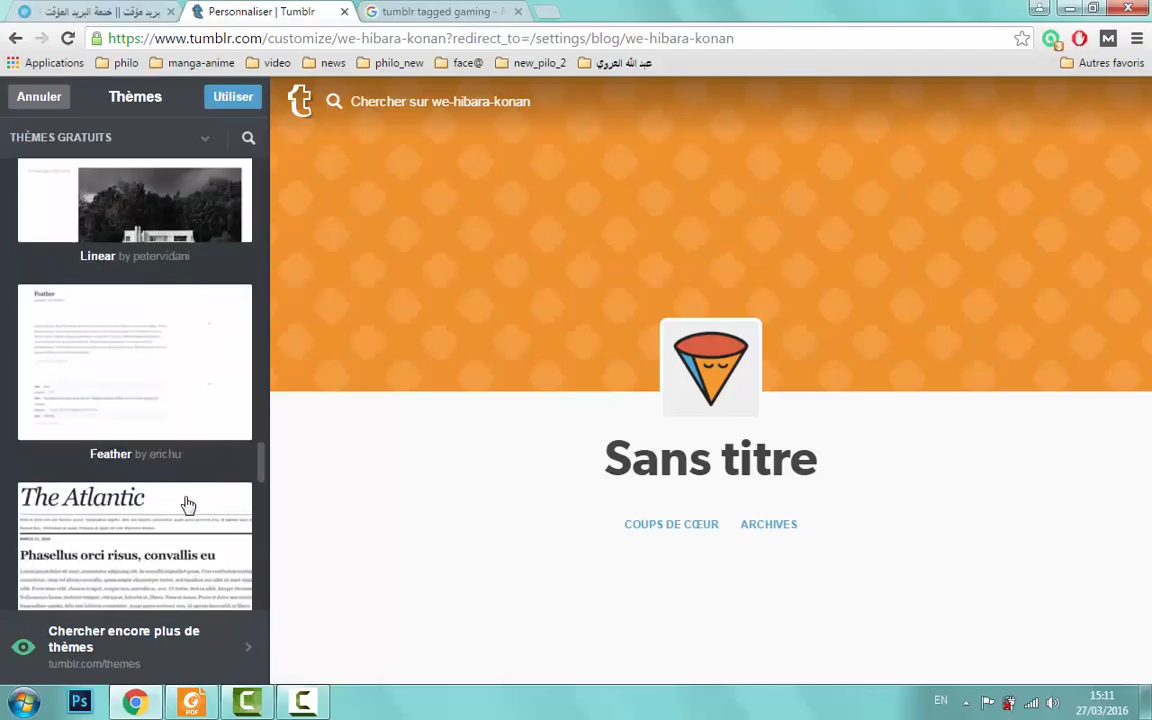 بريد مؤقت || خدمة البريد المؤقت
Personnaliser | Tumblr
tumblr tagged gaming - R
https://www.tumblr.com/customize/we-hibara-konan?redirect_to=/settings/blog/we-hibara-konan
Applications
philo
manga-anime
video
news
philo_new
face@
new_pilo_2
عبد الله العروي
Autres favoris
Annuler
Thèmes
Utiliser
THÈMES GRATUITS
Chercher sur we-hibara-konan
Linear by petervidani
Feather
Feather by erichu
The Atlantic
Phasellus orci risus, convallis eu
Sans titre
COUPS DE CŒUR
ARCHIVES
Chercher encore plus de
thèmes
tumblr.com/themes
Ps
PDF
EN
15:11
27/03/2016